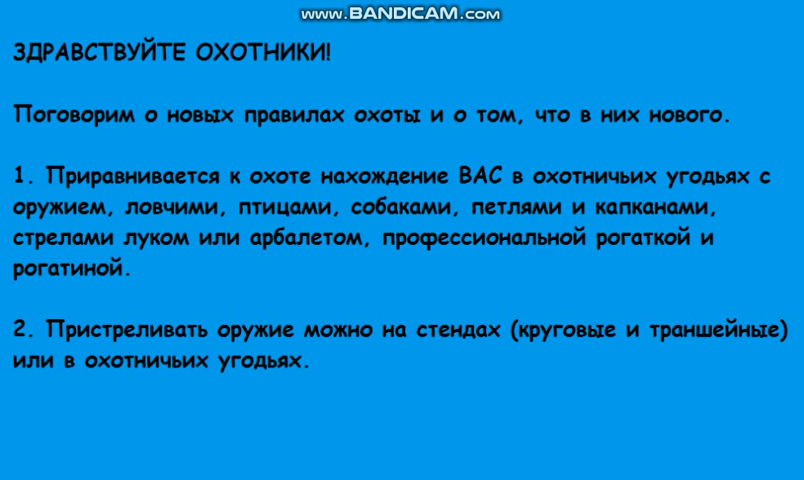 www.BANDICAM.com
ЗДРАВСТВУЙТЕ ОХОТНИКИ!
Поговорим о новых правилах охоты и о том, что в них нового.
1. Приравнивается к охоте нахождение ВАС в охотничьих угодьях с
оружием, ловчими, птицами, собаками, петлями и капканами,
стрелами луком или арбалетом, профессиональной рогаткой и
рогатиной.
2. Пристреливать оружие можно на стендах (круговые и траншейные)
или в охотничьих угодьях.